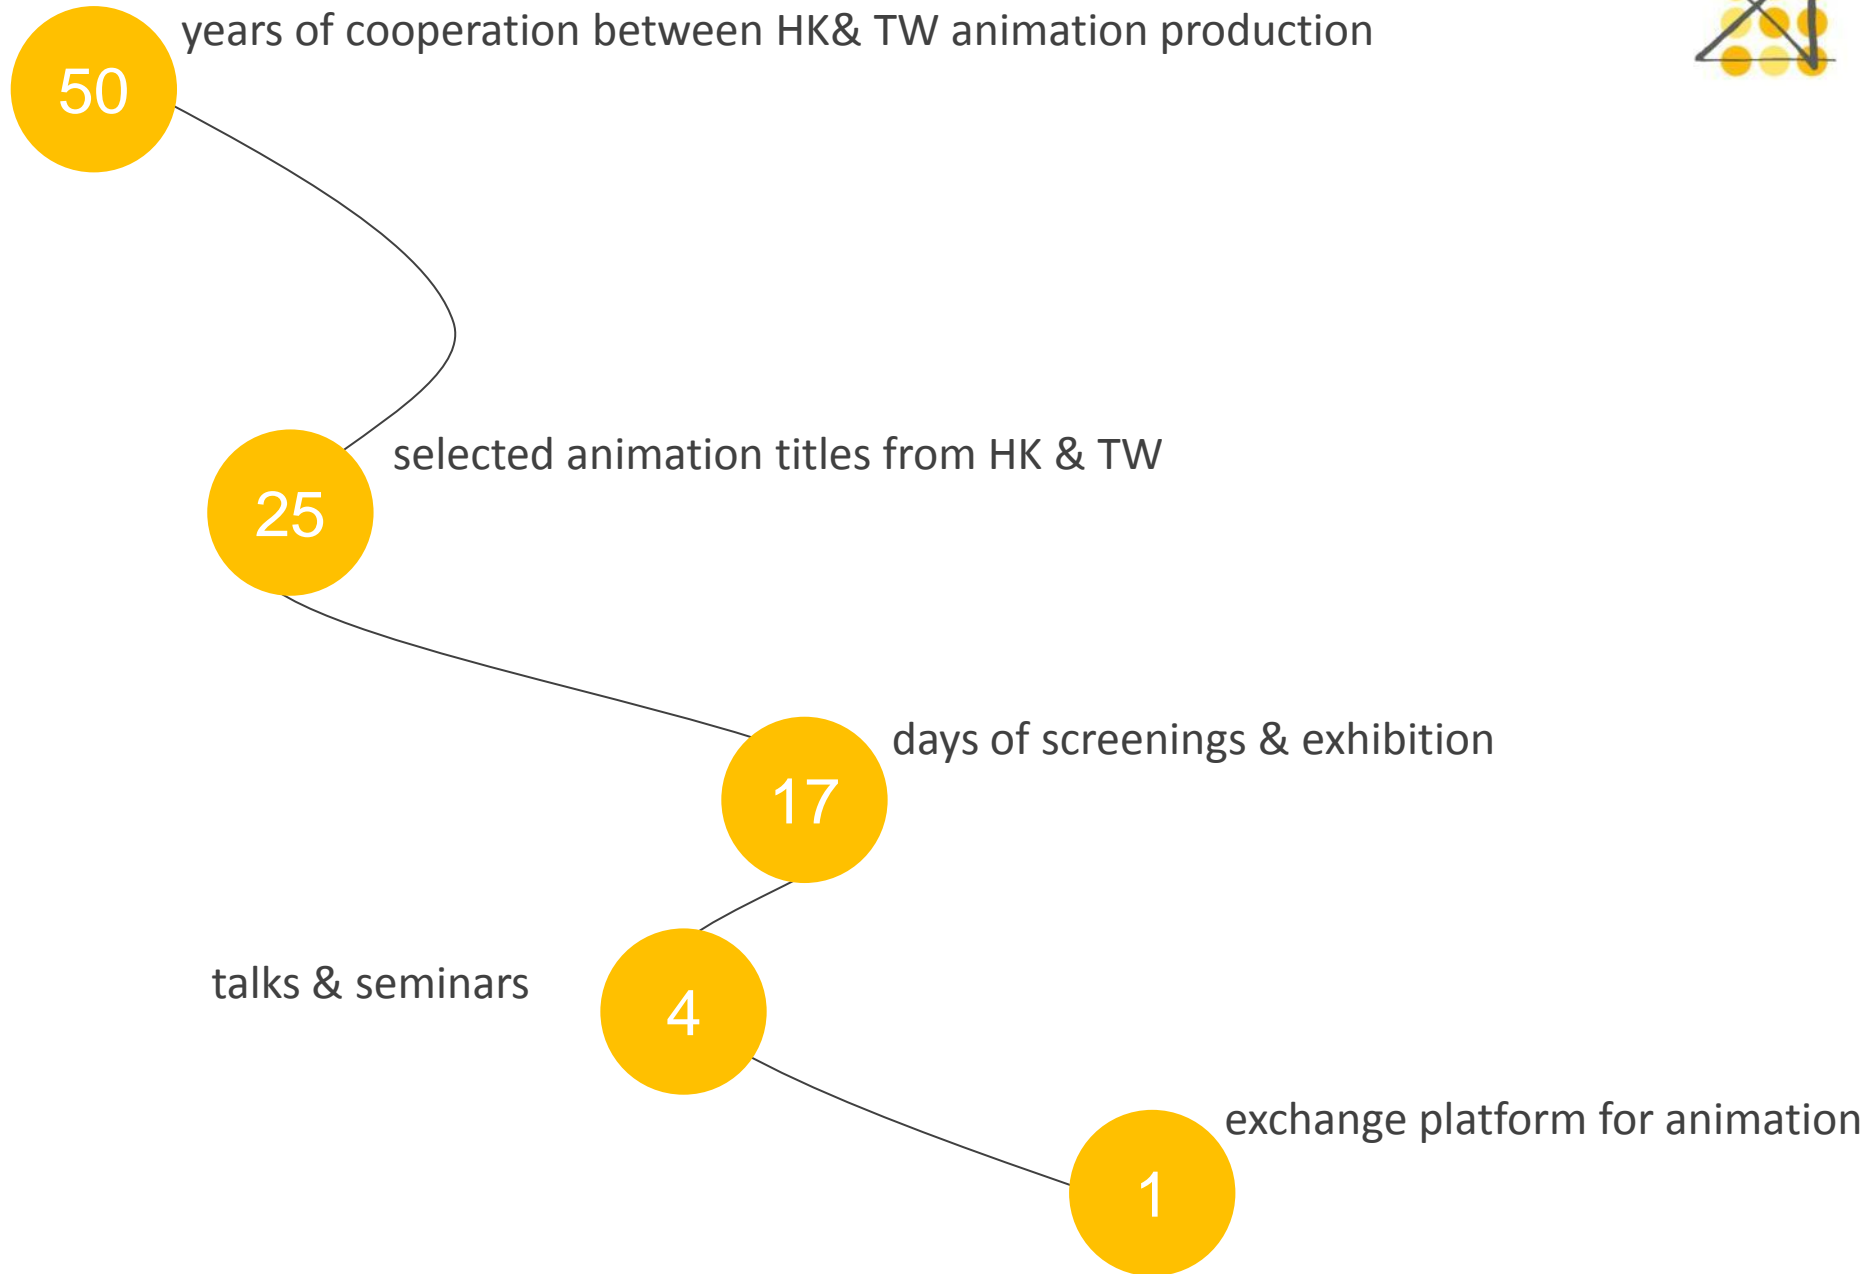 years of cooperation between HK& TW animation production
50
selected animation titles from HK & TW
25
days of screenings & exhibition
17
talks & seminars
4
exchange platform for animation
1